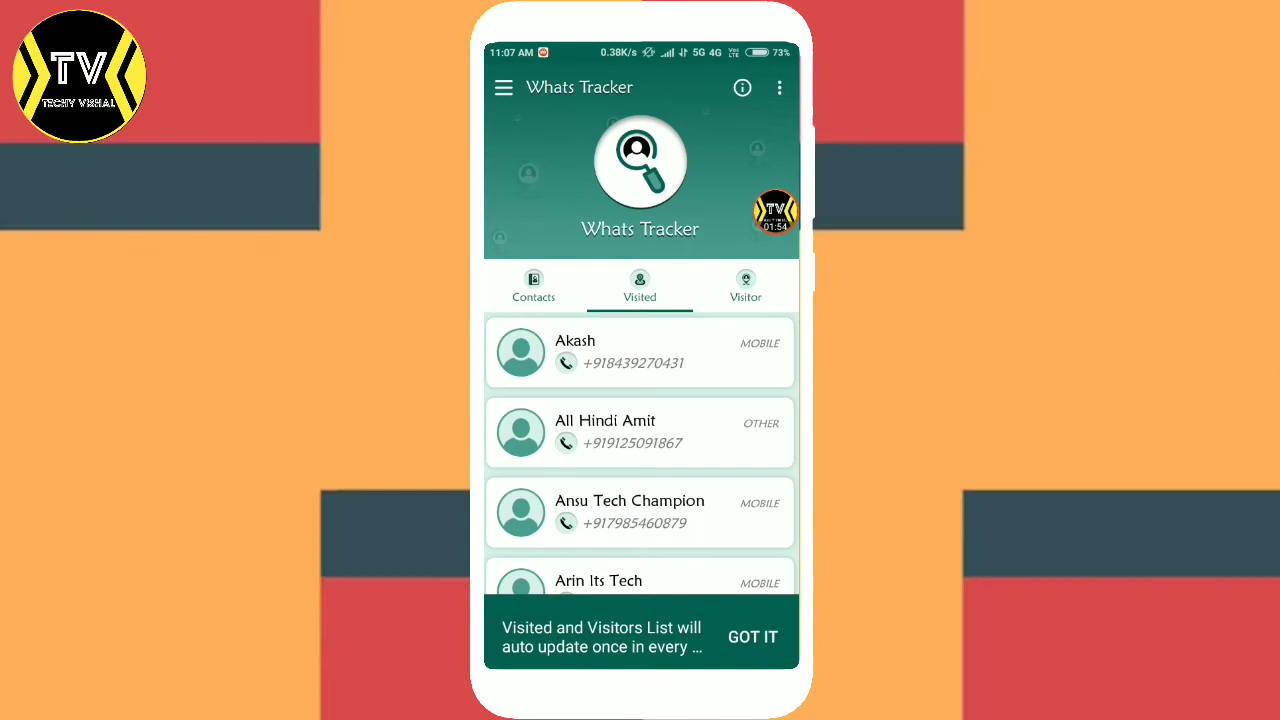 TV
TECHY VISHAL
11:07 AM 0.38K/s 5G 4G VoLTE 73%
Whats Tracker
Whats Tracker
TV
01:54
Contacts Visited Visitor
Akash MOBILE
+918439270431
All Hindi Amit OTHER
+919125091867
Ansu Tech Champion MOBILE
+917985460879
Arin Its Tech MOBILE
Visited and Visitors List will
auto update once in every ...
GOT IT